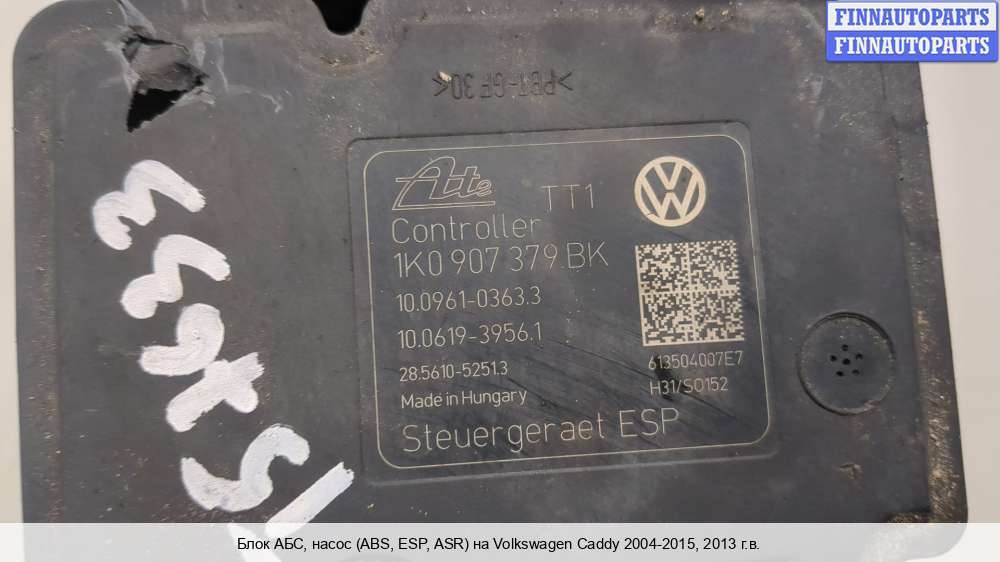 FINNAUTOPARTS
FINNAUTOPARTS
>PBT-GF30<
Ate TT1
Controller
1K0 907 379.BK
10.0961-0363.3
10.0619-3956.1
28.5610-5251.3
613504007E7
Made in Hungary
H31/SO152
Steuergeraet ESP
Блок АБС, насос (ABS, ESP, ASR) на Volkswagen Caddy 2004-2015, 2013 г.в.